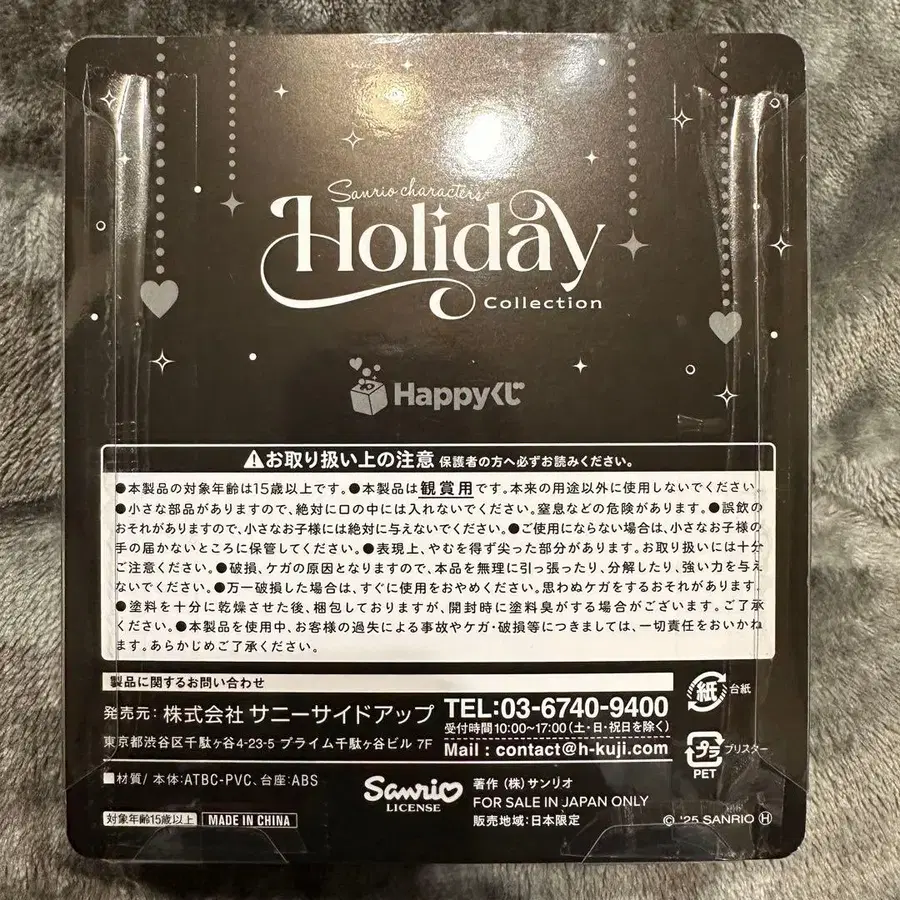 Sanrio characters
Holiday
Collection
Happyくじ
⚠お取り扱い上の注意 保護者の方へ必ずお読みください。
●本製品の対象年齢は15歳以上です。●本製品は観賞用です。本来の用途以外に使用しないでください。
●小さな部品がありますので、絶対に口の中には入れないでください。窒息などの危険があります。●誤飲の
おそれがありますので、小さなお子様には絶対に与えないでください。●ご使用にならない場合は、小さなお子様の
手の届かないところに保管してください。●表現上、やむを得ず尖った部分があります。お取り扱いには十分
ご注意ください。●破損、ケガの原因となりますので、本品を無理に引っ張ったり、分解したり、強い力を与え
ないでください。●万一破損した場合は、すぐに使用をおやめください。思わぬケガをするおそれがあります。
●塗料を十分に乾燥させた後、梱包しておりますが、開封時に塗料臭がする場合がございます。ご了承
ください。●本製品を使用中、お客様の過失による事故やケガ・破損等につきましては、一切責任をおいかね
ます。あらかじめご了承ください。
製品に関するお問い合わせ
発売元: 株式会社 サニーサイドアップ
東京都渋谷区千駄ヶ谷4-23-5 プライム千駄ヶ谷ビル 7F
TEL:03-6740-9400
受付時間10:00~17:00(土・日・祝日を除く)
Mail : contact@h-kuji.com
紙 台紙
プラ ブリスター
PET
■材質/ 本体:ATBC-PVC、台座:ABS
対象年齢15歳以上 MADE IN CHINA
Sanrio
LICENSE
著作 (株)サンリオ
FOR SALE IN JAPAN ONLY
販売地域:日本限定
© '25 SANRIO Ⓗ